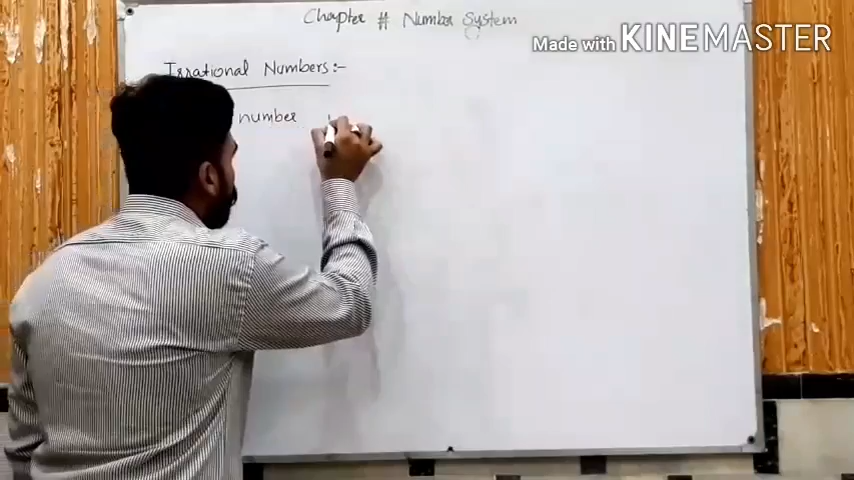 Chapter # Number System
Made with KINEMASTER
Irrational Numbers :-
number